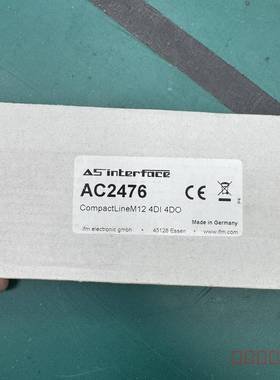 AS interface
AC2476
CE
CompactLineM12 4DI 4DO
Made in Germany
ifm electronic gmbh • 45128 Essen • www.ifm.com